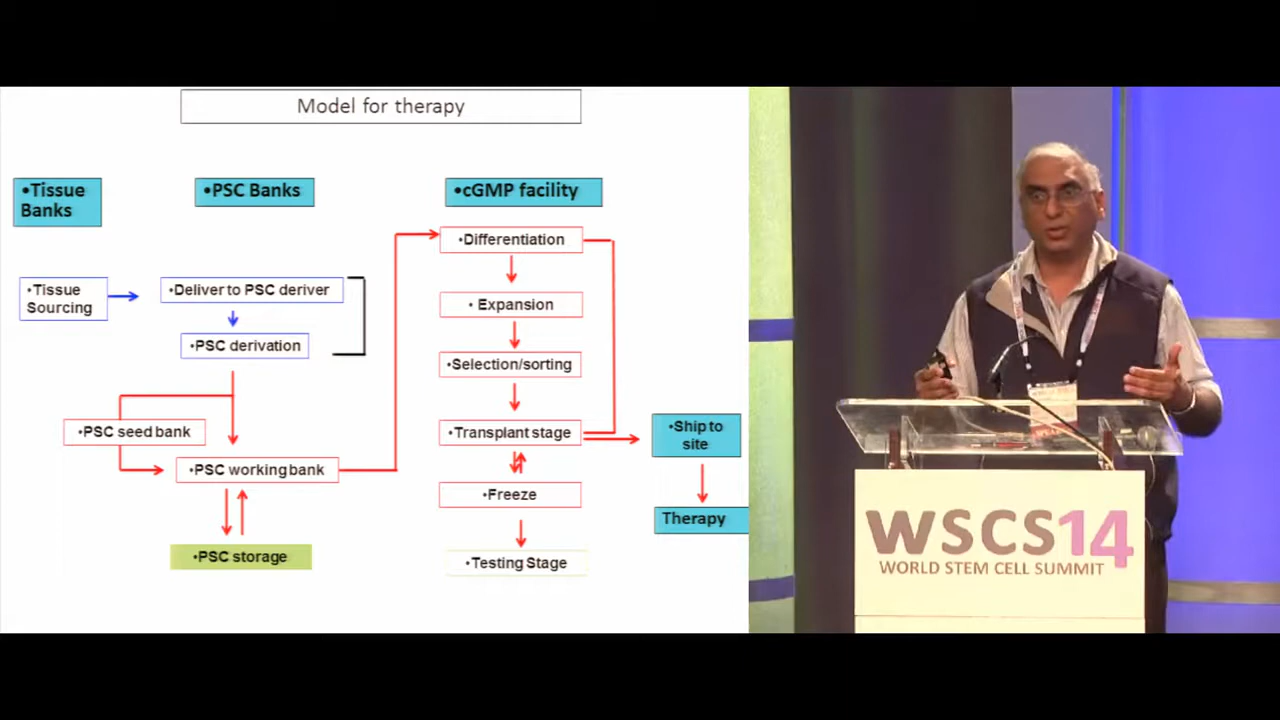 Model for therapy
•Tissue
Banks
•PSC Banks
•cGMP facility
•Tissue
Sourcing
•Deliver to PSC deriver
•PSC derivation
•PSC seed bank
•PSC working bank
•PSC storage
•Differentiation
• Expansion
•Selection/sorting
•Transplant stage
•Freeze
•Testing Stage
•Ship to
site
Therapy
WSCS14
WORLD STEM CELL SUMMIT